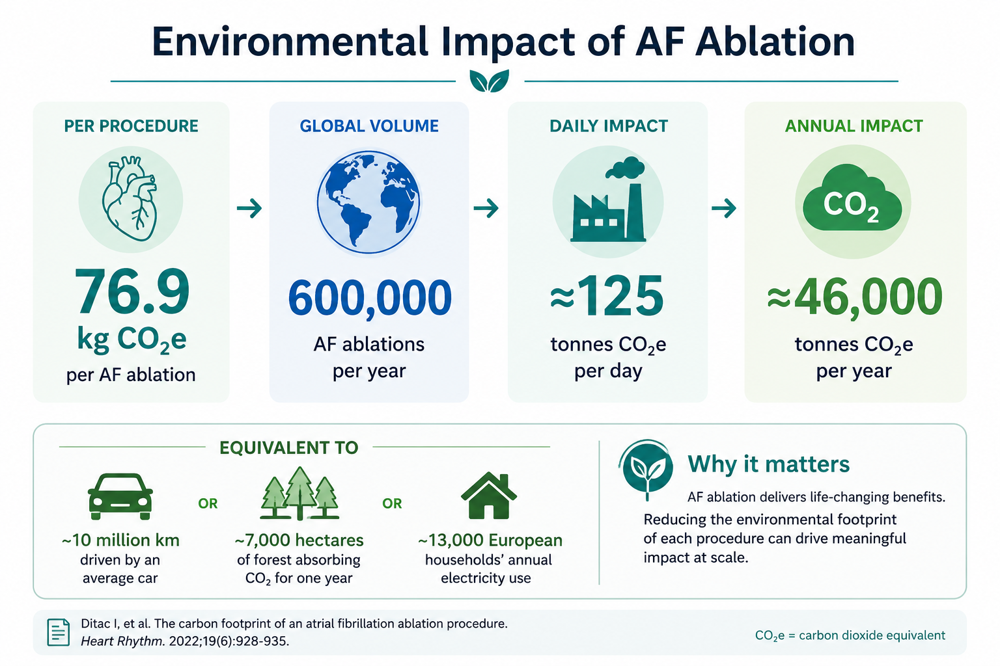 Environmental Impact of AF Ablation
PER PROCEDURE
76.9
kg CO₂e
per AF ablation
GLOBAL VOLUME
600,000
AF ablations
per year
DAILY IMPACT
≈125
tonnes CO₂e
per day
ANNUAL IMPACT
CO₂
≈46,000
tonnes CO₂e
per year
EQUIVALENT TO
~10 million km
driven by an
average car
OR
~7,000 hectares
of forest absorbing
CO₂ for one year
OR
~13,000 European
households’ annual
electricity use
Why it matters
AF ablation delivers life-changing benefits.
Reducing the environmental footprint
of each procedure can drive meaningful
impact at scale.
Ditac I, et al. The carbon footprint of an atrial fibrillation ablation procedure.
Heart Rhythm. 2022;19(6):928-935.
CO₂e = carbon dioxide equivalent